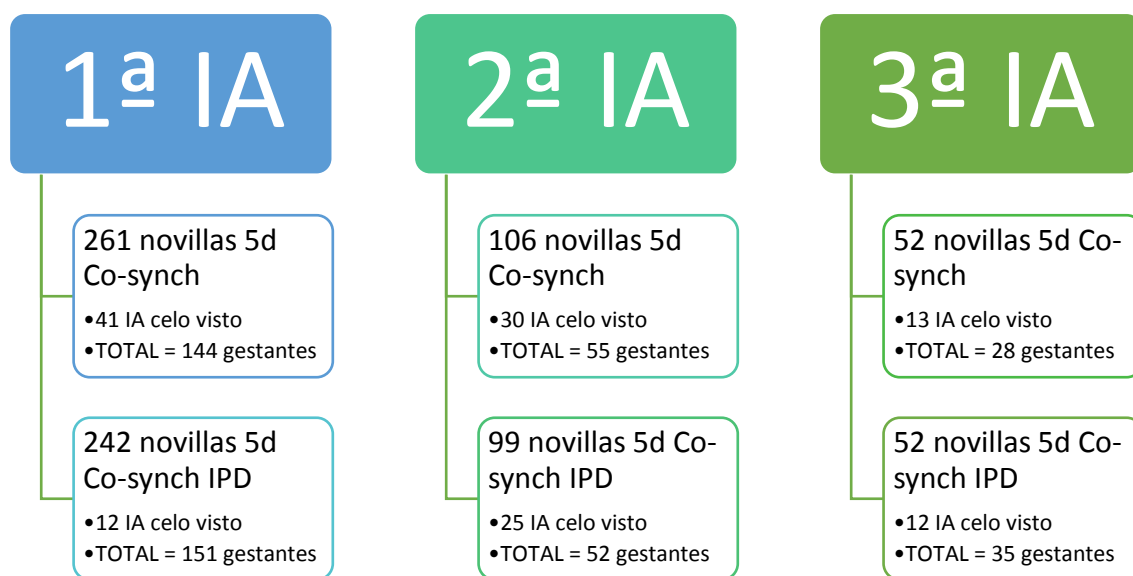 1ª IA
261 novillas 5d
Co-synch
•41 IA celo visto
•TOTAL = 144 gestantes
242 novillas 5d
Co-synch IPD
•12 IA celo visto
•TOTAL = 151 gestantes
2ª IA
106 novillas 5d
Co-synch
•30 IA celo visto
•TOTAL = 55 gestantes
99 novillas 5d Co-
synch IPD
•25 IA celo visto
•TOTAL = 52 gestantes
3ª IA
52 novillas 5d Co-
synch
•13 IA celo visto
•TOTAL = 28 gestantes
52 novillas 5d Co-
synch IPD
•12 IA celo visto
•TOTAL = 35 gestantes